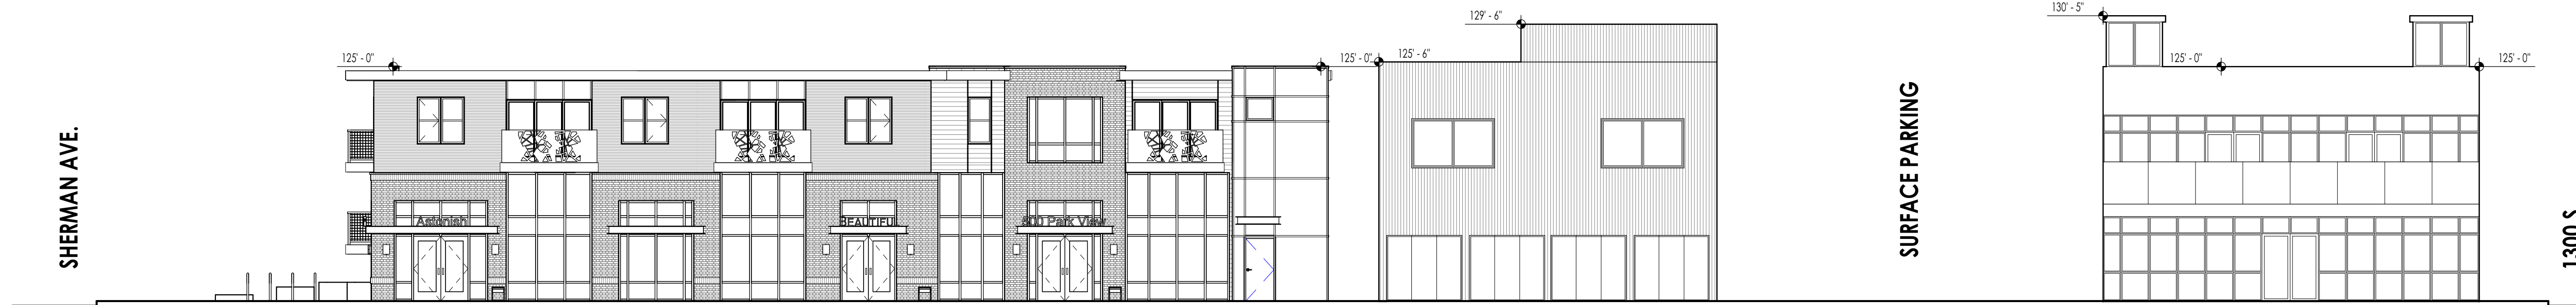 SHERMAN AVE.
125' - 0"
Astonish
BEAUTIFUL
600 Park View
125' - 0"
125' - 6"
129' - 6"
SURFACE PARKING
130' - 5"
125' - 0"
125' - 0"
1300 S